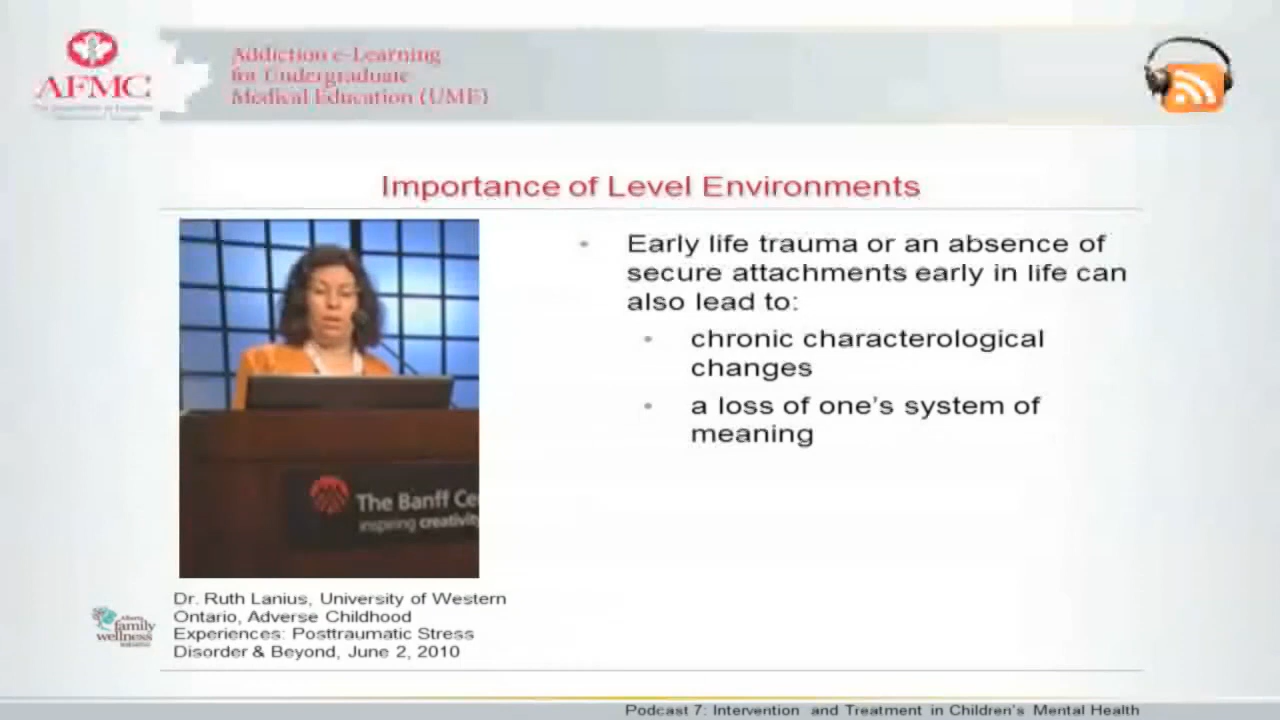 AFMC
Addiction e-Learning
for Undergraduate
Medical Education (UME)
Importance of Level Environments
• Early life trauma or an absence of
secure attachments early in life can
also lead to:
• chronic characterological
changes
• a loss of one's system of
meaning
The Banff Ce
inspiring creativity
Dr. Ruth Lanius, University of Western
Ontario, Adverse Childhood
Experiences: Posttraumatic Stress
Disorder & Beyond, June 2, 2010
family
wellness
Podcast 7: Intervention and Treatment in Children's Mental Health